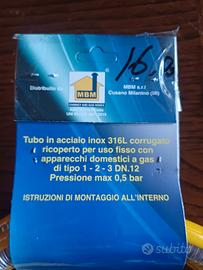 16,
Distribuito da
MBM
MBM s.r.l
Cusano Milanino (MI)
Tubo in acciaio inox 316L corrugato
ricoperto per uso fisso con
apparecchi domestici a gas
di tipo 1 - 2 - 3 DN.12
Pressione max 0,5 bar
ISTRUZIONI DI MONTAGGIO ALL'INTERNO
subito